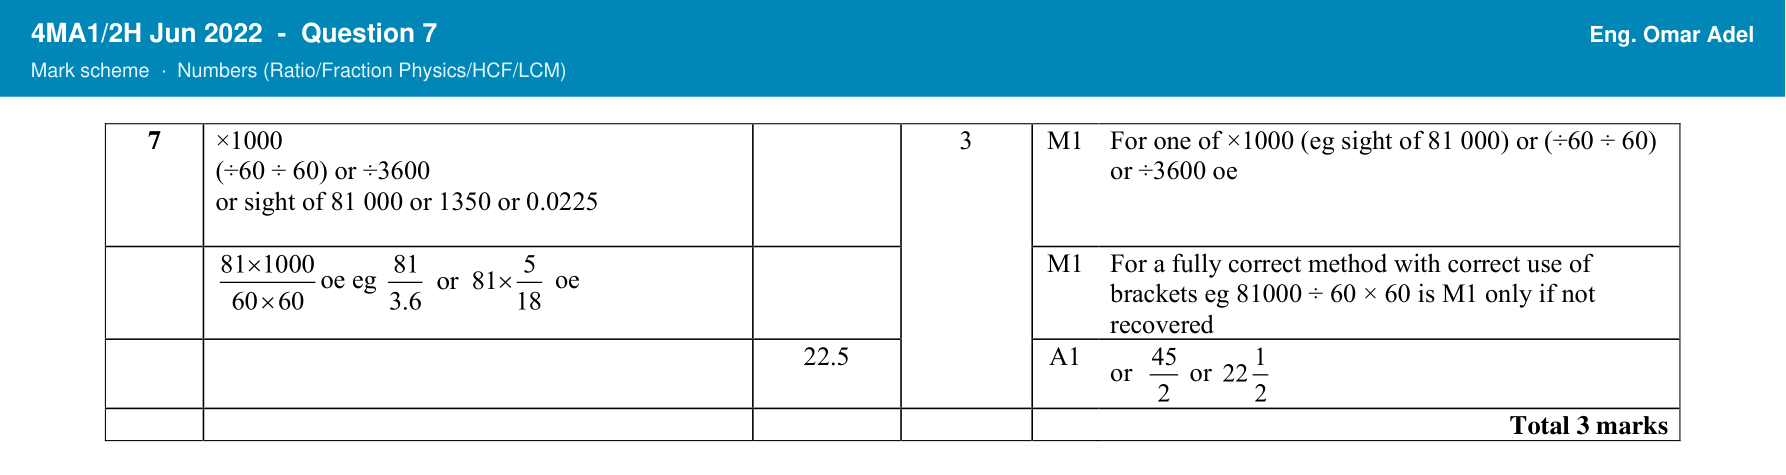 4MA1/2H Jun 2022 - Question 7
Eng. Omar Adel
Mark scheme · Numbers (Ratio/Fraction Physics/HCF/LCM)
7 ×1000 3 M1 For one of ×1000 (eg sight of 81 000) or (÷60 ÷ 60)
(÷60 ÷ 60) or ÷3600 or ÷3600 oe
or sight of 81 000 or 1350 or 0.0225
81×1000/60×60 oe eg 81/3.6 or 81×5/18 oe M1 For a fully correct method with correct use of
brackets eg 81000 ÷ 60 × 60 is M1 only if not
recovered
22.5 A1 or 45/2 or 22 1/2
Total 3 marks